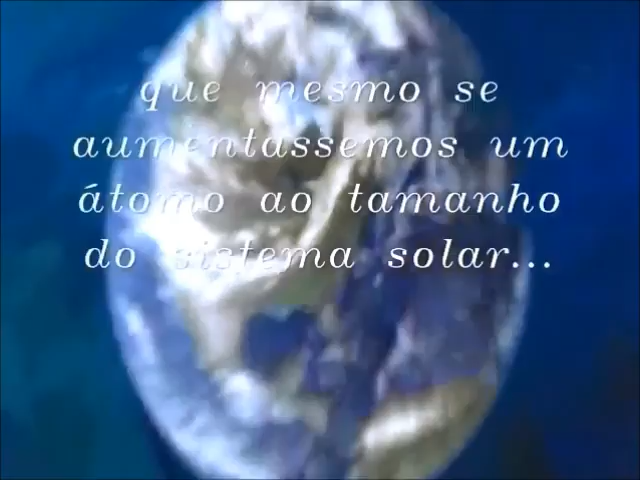 que mesmo se
aumentassemos um
átomo ao tamanho
do sistema solar...